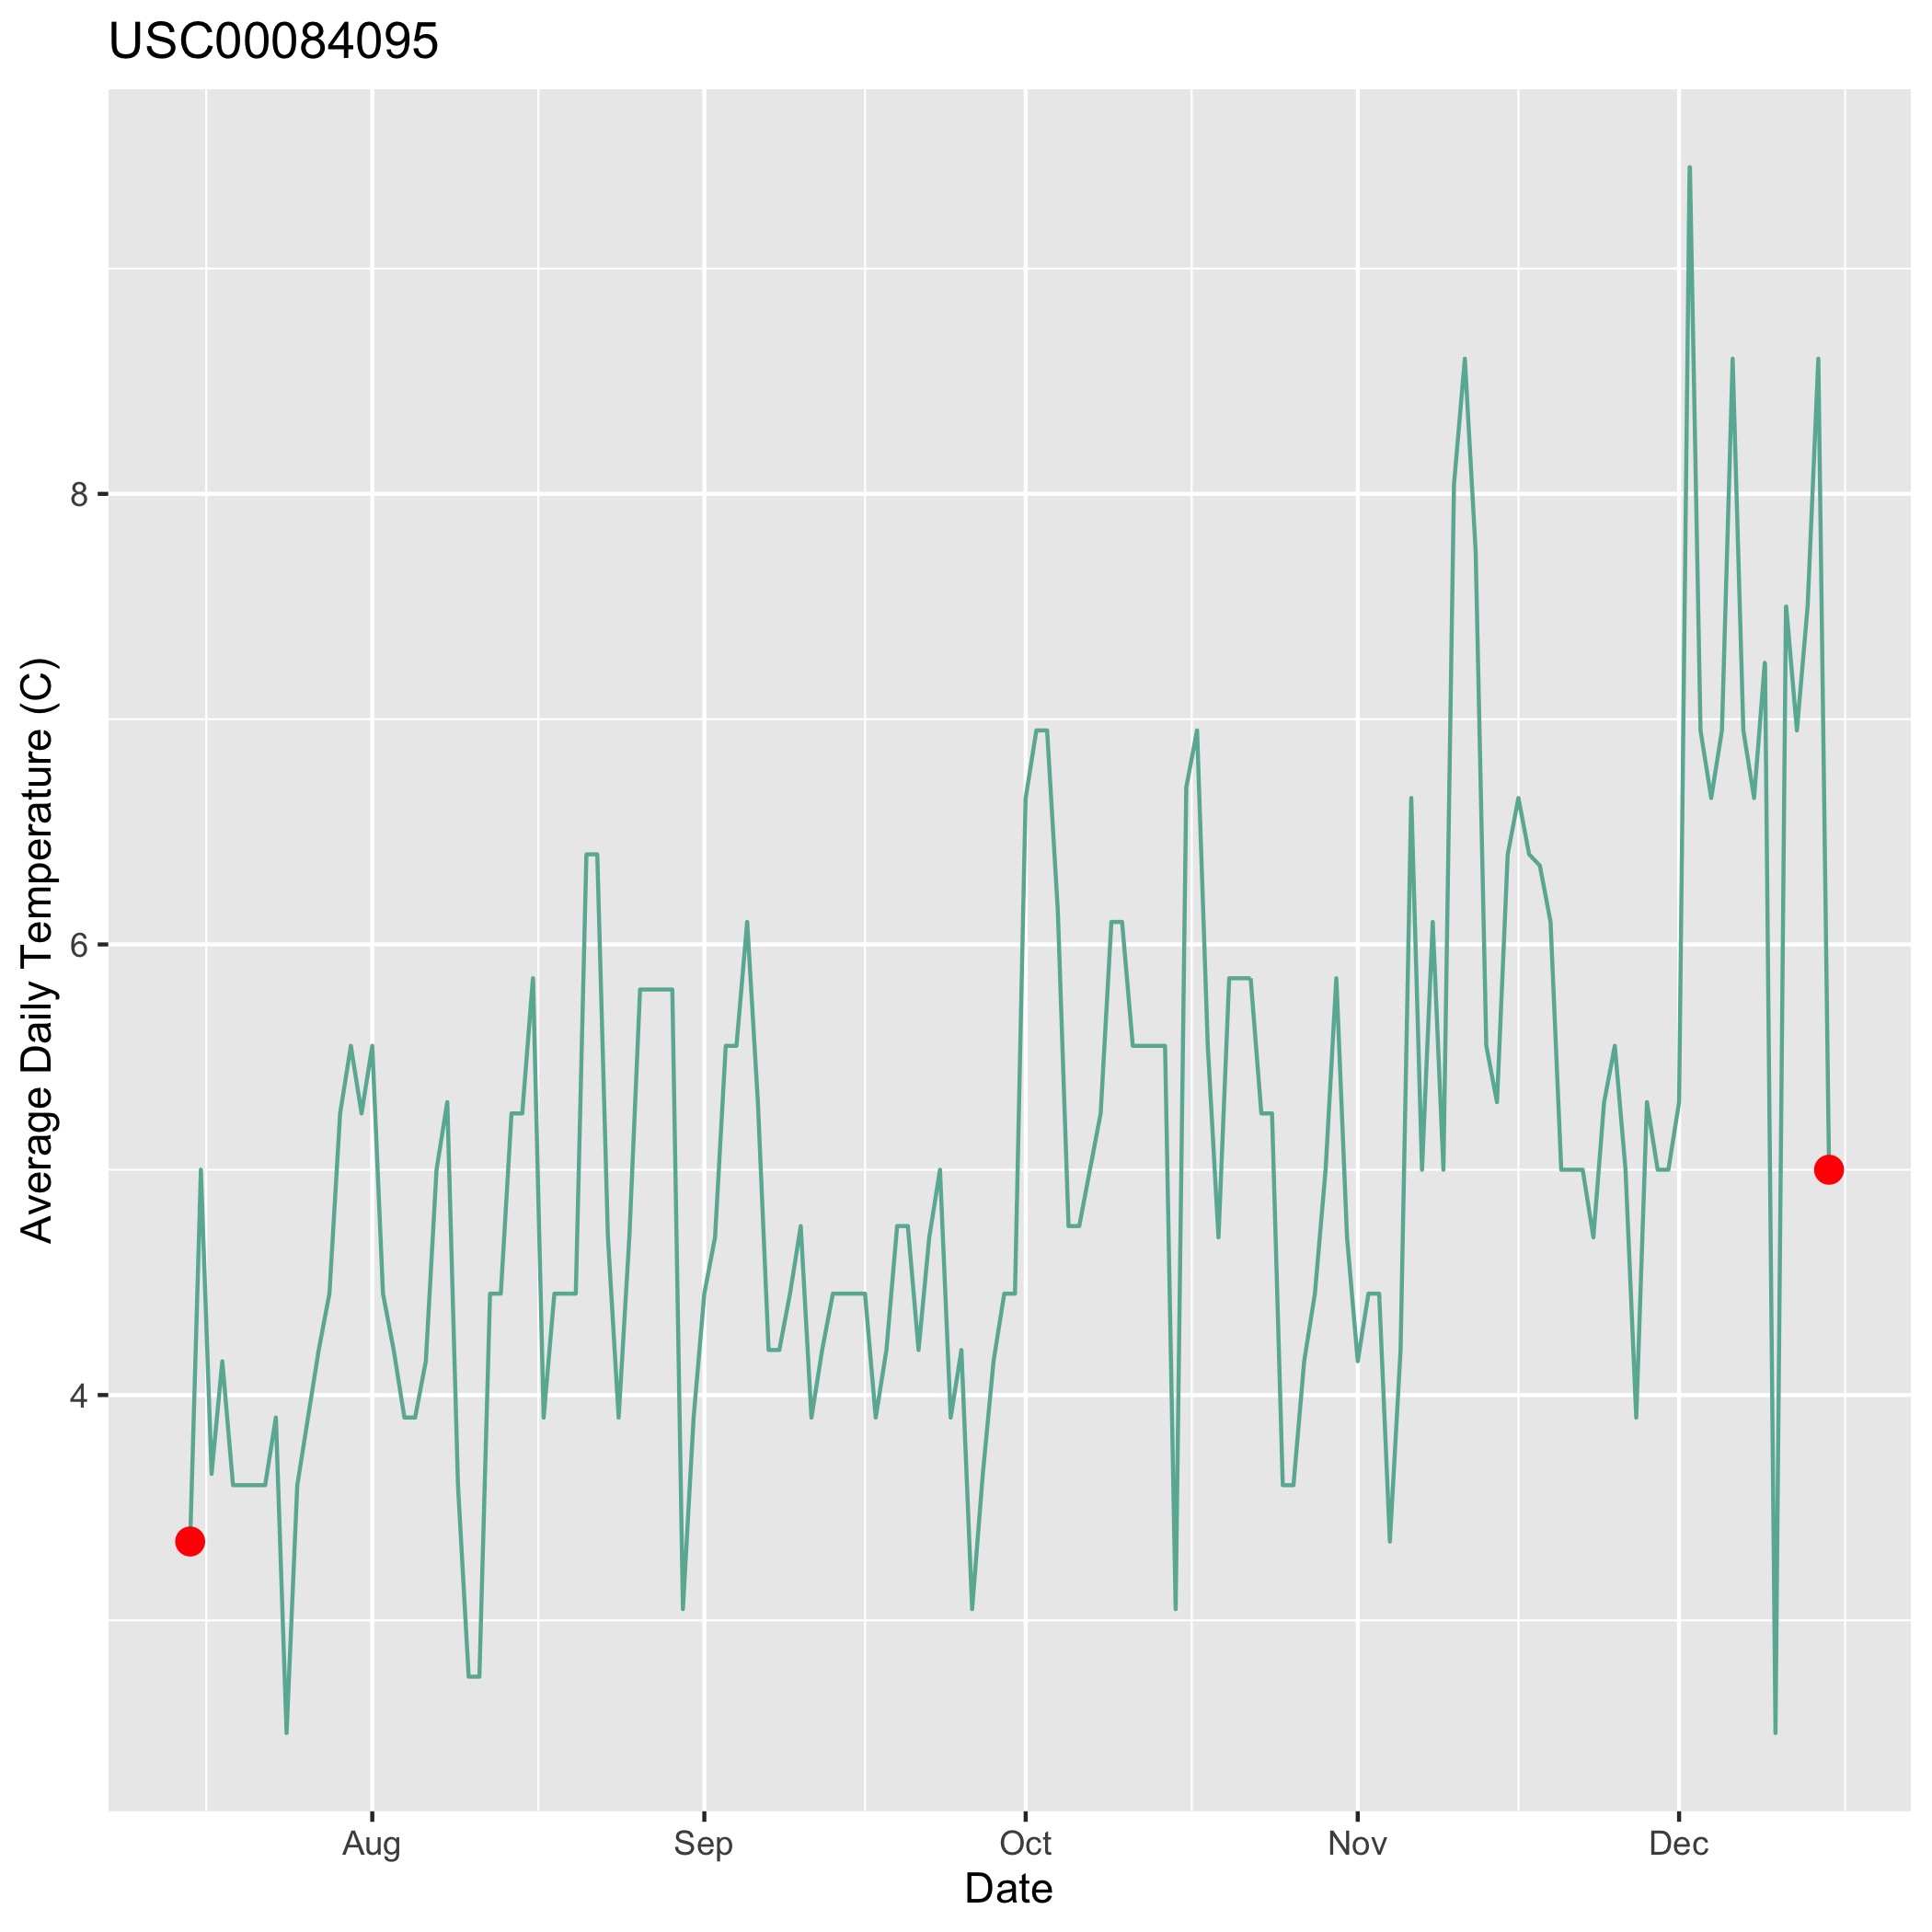 USC00084095
Average Daily Temperature (C)
8
6
4
Aug Sep Oct Nov Dec
Date